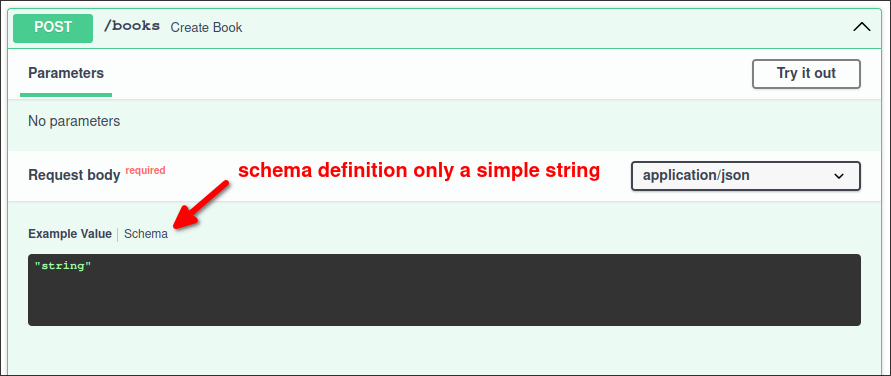 POST /books Create Book
Parameters Try it out
No parameters
Request body required schema definition only a simple string application/json
Example Value Schema
"string"